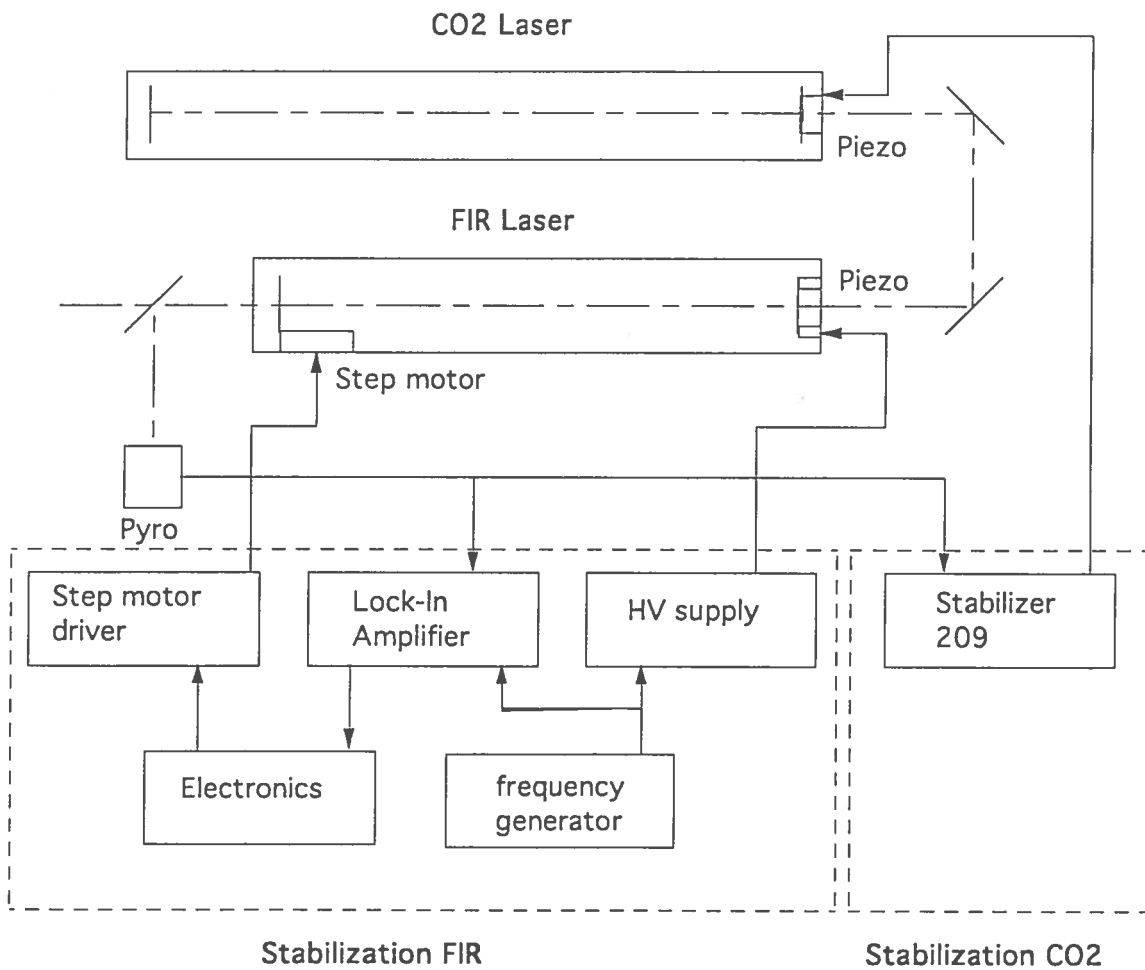 CO2 Laser
Piezo
FIR Laser
Piezo
Step motor
Pyro
Step motor
driver
Lock-In
Amplifier
HV supply
Stabilizer
209
Electronics
frequency
generator
Stabilization FIR
Stabilization CO2